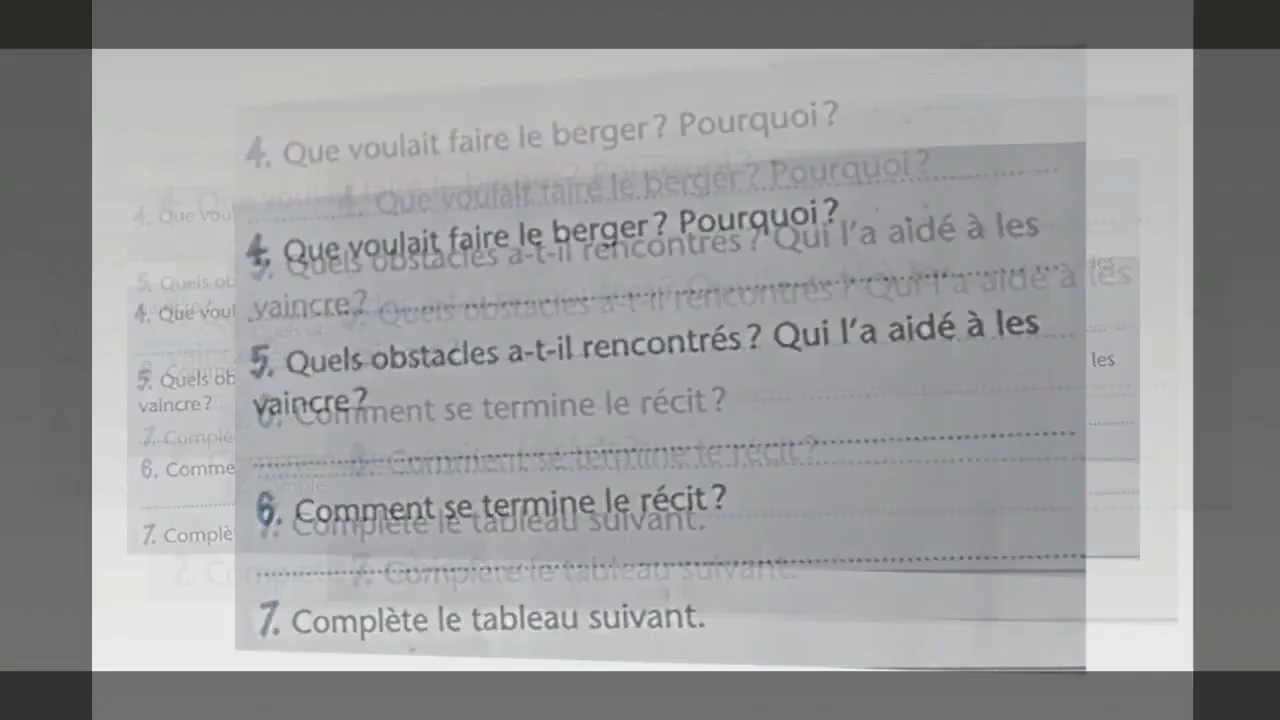 4. Que voulait faire le berger ? Pourquoi ?
5. Quels obstacles a-t-il rencontrés ? Qui l'a aidé à les
vaincre ?
6. Comment se termine le récit ?
7. Complète le tableau suivant.